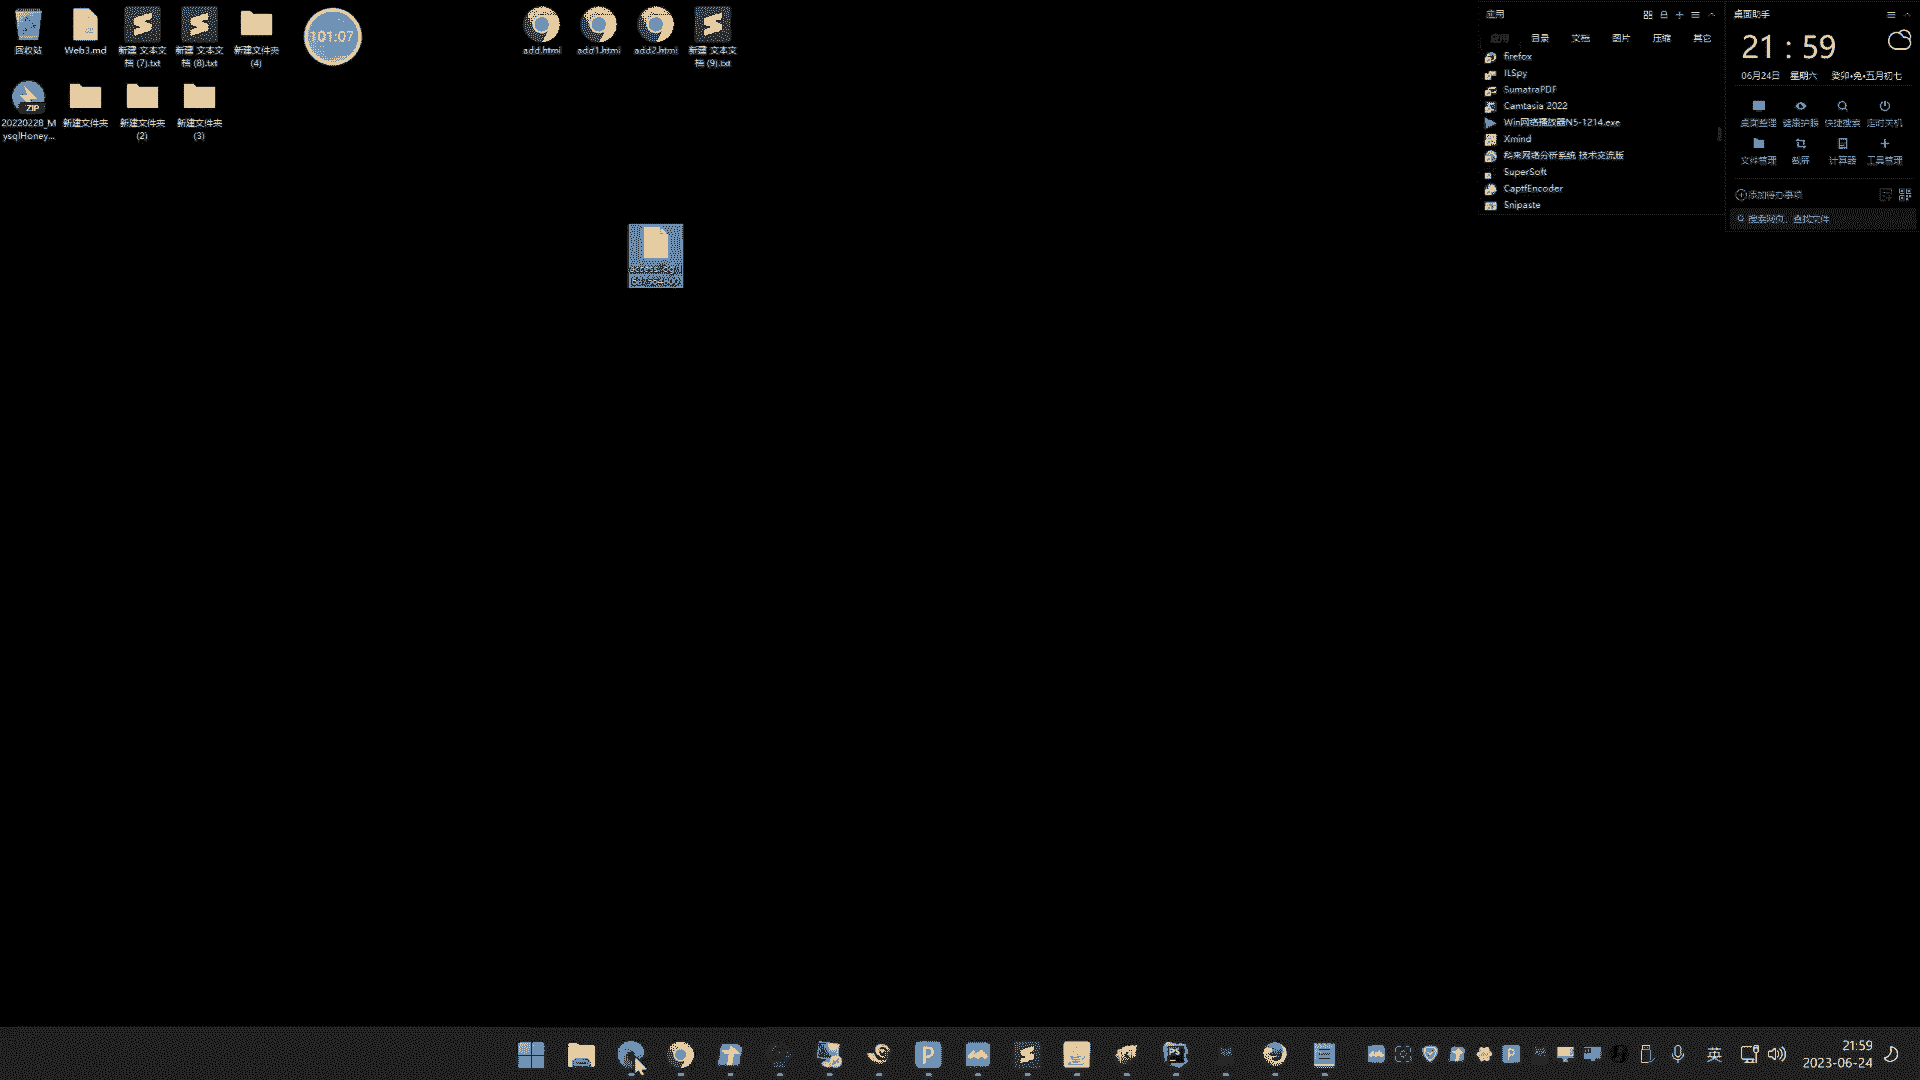 回收站
Web3.md
新建 文本文
档 (7).txt
新建 文本文
档 (8).txt
新建文件夹
(4)
101:07
add.html
add1.html
add2.html
新建 文本文
档 (9).txt
20220228_M
ysqlHoney...
新建文件夹
新建文件夹
(2)
新建文件夹
(3)
应用
应用 目录 文档 图片 压缩 其它
firefox
ILSpy
SumatraPDF
Camtasia 2022
Win网络播放器N5-1214.exe
Xmind
科来网络分析系统 技术交流版
SuperSoft
CaptfEncoder
Snipaste
桌面助手
21 : 59
06月24日 星期六 癸卯•兔•五月初七
桌面整理 健康护眼 快捷搜索 定时关机
文件管理 截屏 计算器 工具管理
添加待办事项
搜索网页、查找文件
英
21:59
2023-06-24